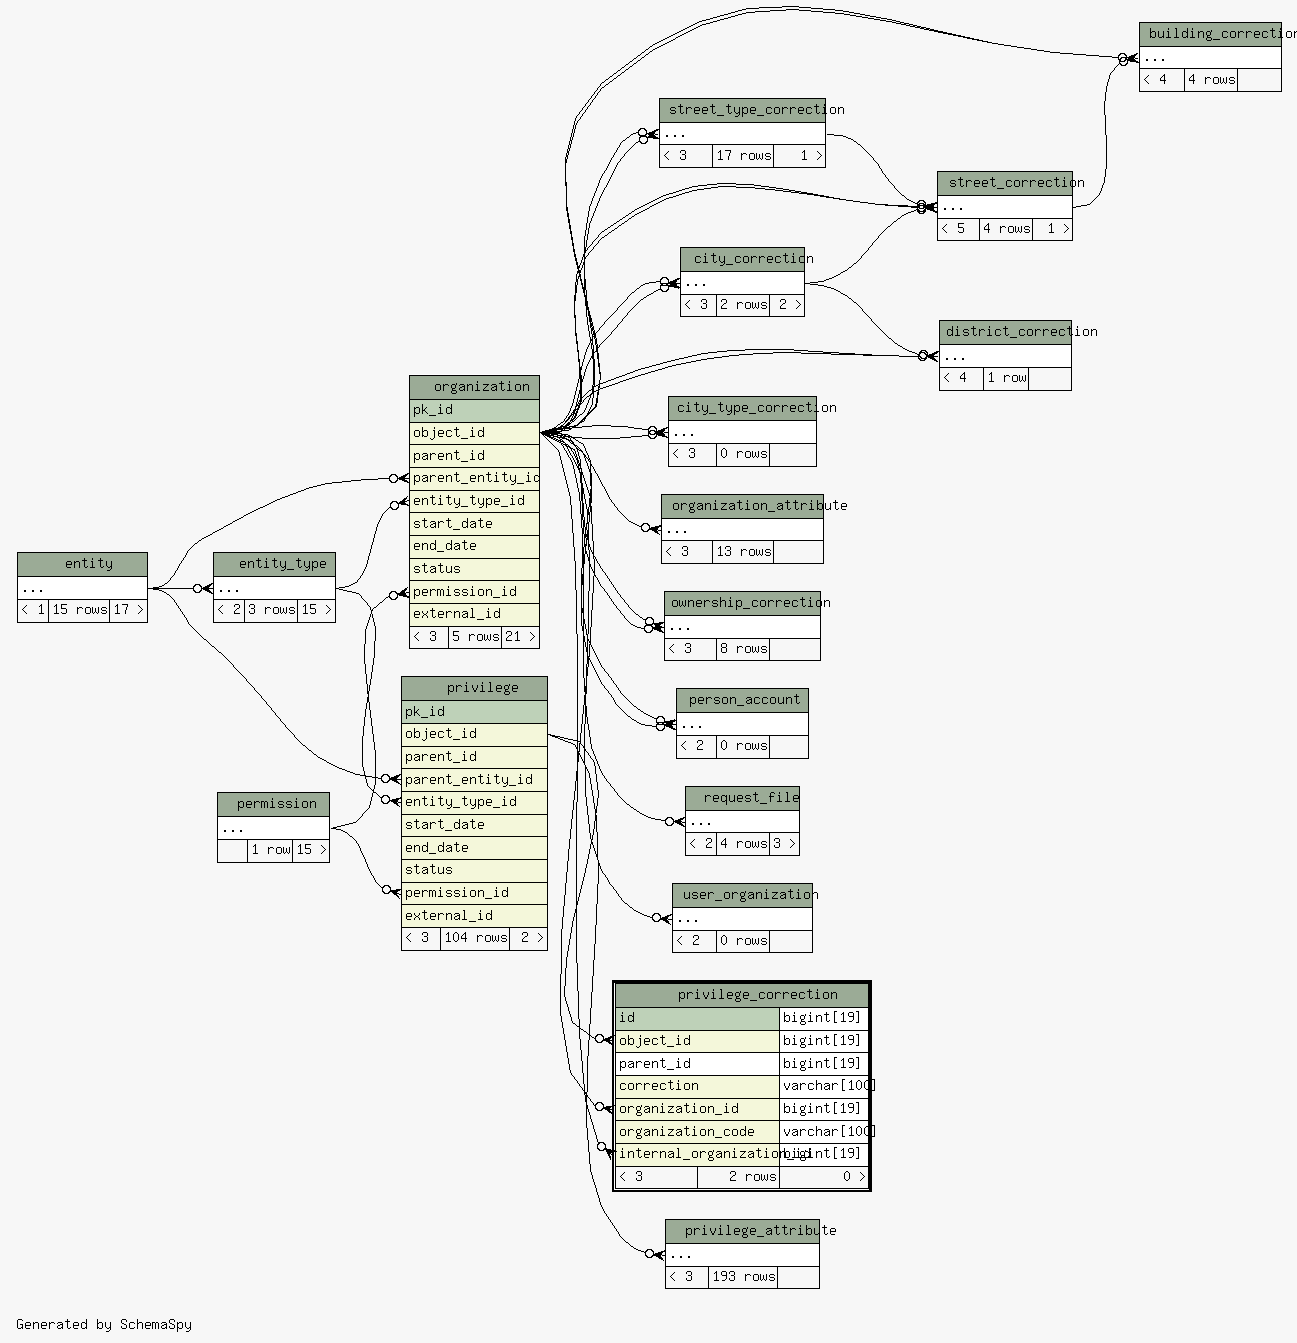 building_correction
...
< 4 4 rows
street_type_correction
...
< 3 17 rows 1 >
street_correction
...
< 5 4 rows 1 >
city_correction
...
< 3 2 rows 2 >
district_correction
...
< 4 1 row
organization
pk_id
object_id
parent_id
parent_entity_id
entity_type_id
start_date
end_date
status
permission_id
external_id
< 3 5 rows 21 >
city_type_correction
...
< 3 0 rows
organization_attribute
...
< 3 13 rows
entity
...
< 1 15 rows 17 >
entity_type
...
< 2 3 rows 15 >
ownership_correction
...
< 3 8 rows
privilege
pk_id
object_id
parent_id
parent_entity_id
entity_type_id
start_date
end_date
status
permission_id
external_id
< 3 104 rows 2 >
person_account
...
< 2 0 rows
permission
...
1 row 15 >
request_file
...
< 2 4 rows 3 >
user_organization
...
< 2 0 rows
privilege_correction
id bigint[19]
object_id bigint[19]
parent_id bigint[19]
correction varchar[100]
organization_id bigint[19]
organization_code varchar[100]
internal_organization_id bigint[19]
< 3 2 rows 0 >
privilege_attribute
...
< 3 193 rows
Generated by SchemaSpy